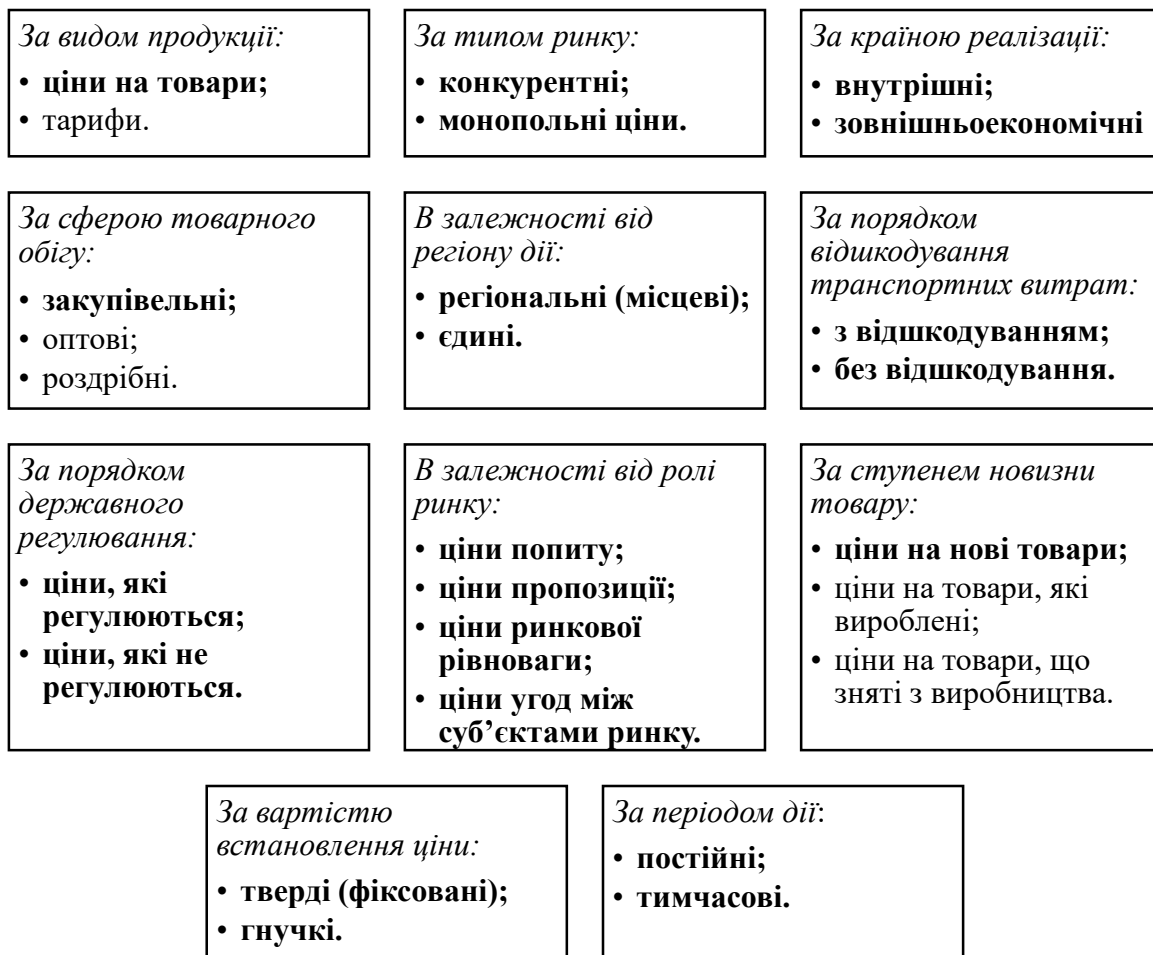 За видом продукції:
• ціни на товари;
• тарифи.
За типом ринку:
• конкурентні;
• монопольні ціни.
За країною реалізації:
• внутрішні;
• зовнішньоекономічні
За сферою товарного
обігу:
• закупівельні;
• оптові;
• роздрібні.
В залежності від
регіону дії:
• регіональні (місцеві);
• єдині.
За порядком
відшкодування
транспортних витрат:
• з відшкодуванням;
• без відшкодування.
За порядком
державного
регулювання:
• ціни, які
регулюються;
• ціни, які не
регулюються.
В залежності від ролі
ринку:
• ціни попиту;
• ціни пропозиції;
• ціни ринкової
рівноваги;
• ціни угод між
суб’єктами ринку.
За ступенем новизни
товару:
• ціни на нові товари;
• ціни на товари, які
вироблені;
• ціни на товари, що
зняті з виробництва.
За вартістю
встановлення ціни:
• тверді (фіксовані);
• гнучкі.
За періодом дії:
• постійні;
• тимчасові.